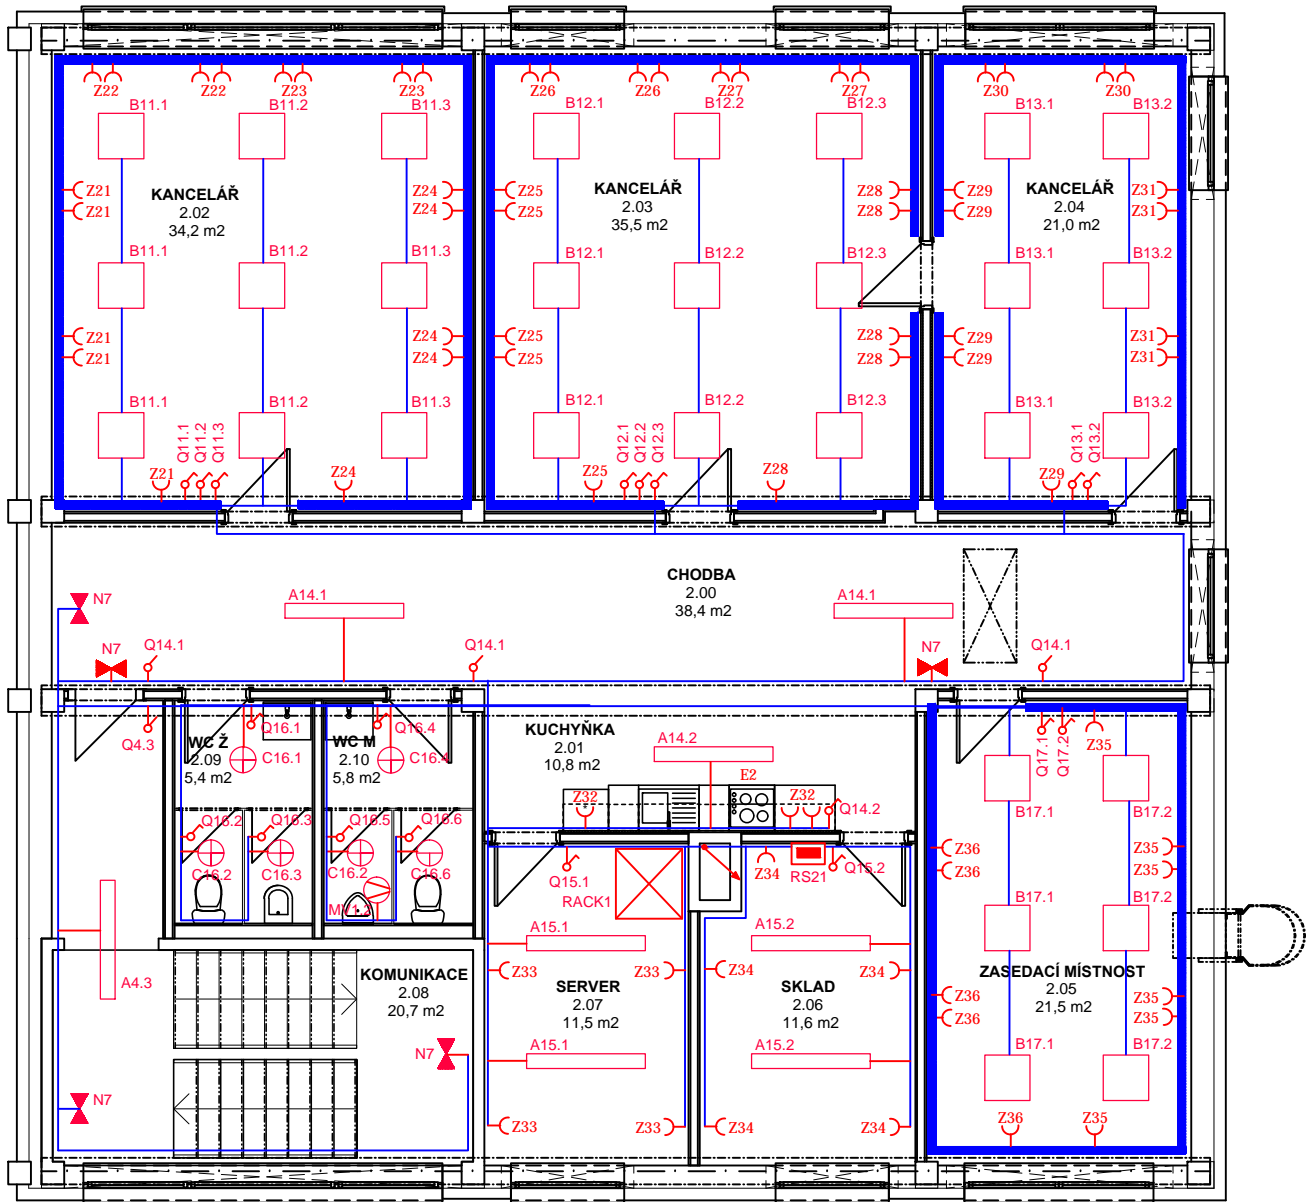 Z22
Z22
Z23
Z23
Z26
Z26
Z27
Z27
Z30
Z30
B11.1
B11.2
B11.3
B12.1
B12.2
B12.3
B13.1
B13.2
Z21
Z21
KANCELÁŘ
2.02
34,2 m2
Z24
Z24
Z25
Z25
KANCELÁŘ
2.03
35,5 m2
Z28
Z28
Z29
Z29
KANCELÁŘ
2.04
21,0 m2
Z31
Z31
B11.1
B11.2
B11.3
B12.1
B12.2
B12.3
B13.1
B13.2
Z21
Z21
Z24
Z24
Z25
Z25
Z28
Z28
Z29
Z29
Z31
Z31
B11.1
B11.2
B11.3
B12.1
B12.2
B12.3
B13.1
B13.2
Q11.1
Q11.2
Q11.3
Q12.1
Q12.2
Q12.3
Q13.1
Q13.2
Z21
Z24
Z25
Z28
Z29
CHODBA
2.00
38,4 m2
N7
A14.1
A14.1
N7
Q14.1
Q14.1
N7
Q14.1
Q4.3
WC Ž
2.09
5,4 m2
Q16.1
C16.1
WC M
2.10
5,8 m2
Q16.4
C16.4
KUCHYŇKA
2.01
10,8 m2
A14.2
E2
Z32
Z32
Q14.2
Q17.1
Q17.2
Z35
B17.1
B17.2
Q16.2
Q16.3
Q16.5
Q16.6
C16.2
C16.3
C16.2
C16.6
MV1.2
Q15.1
RACK1
Z34
RS21
Q15.2
Z36
Z36
Z35
Z35
A4.3
A15.1
A15.2
B17.1
B17.2
KOMUNIKACE
2.08
20,7 m2
Z33
Z33
SERVER
2.07
11,5 m2
Z34
Z34
SKLAD
2.06
11,6 m2
ZASEDACÍ MÍSTNOST
2.05
21,5 m2
Z36
Z36
Z35
Z35
N7
A15.1
A15.2
B17.1
B17.2
N7
Z33
Z33
Z34
Z34
Z36
Z35